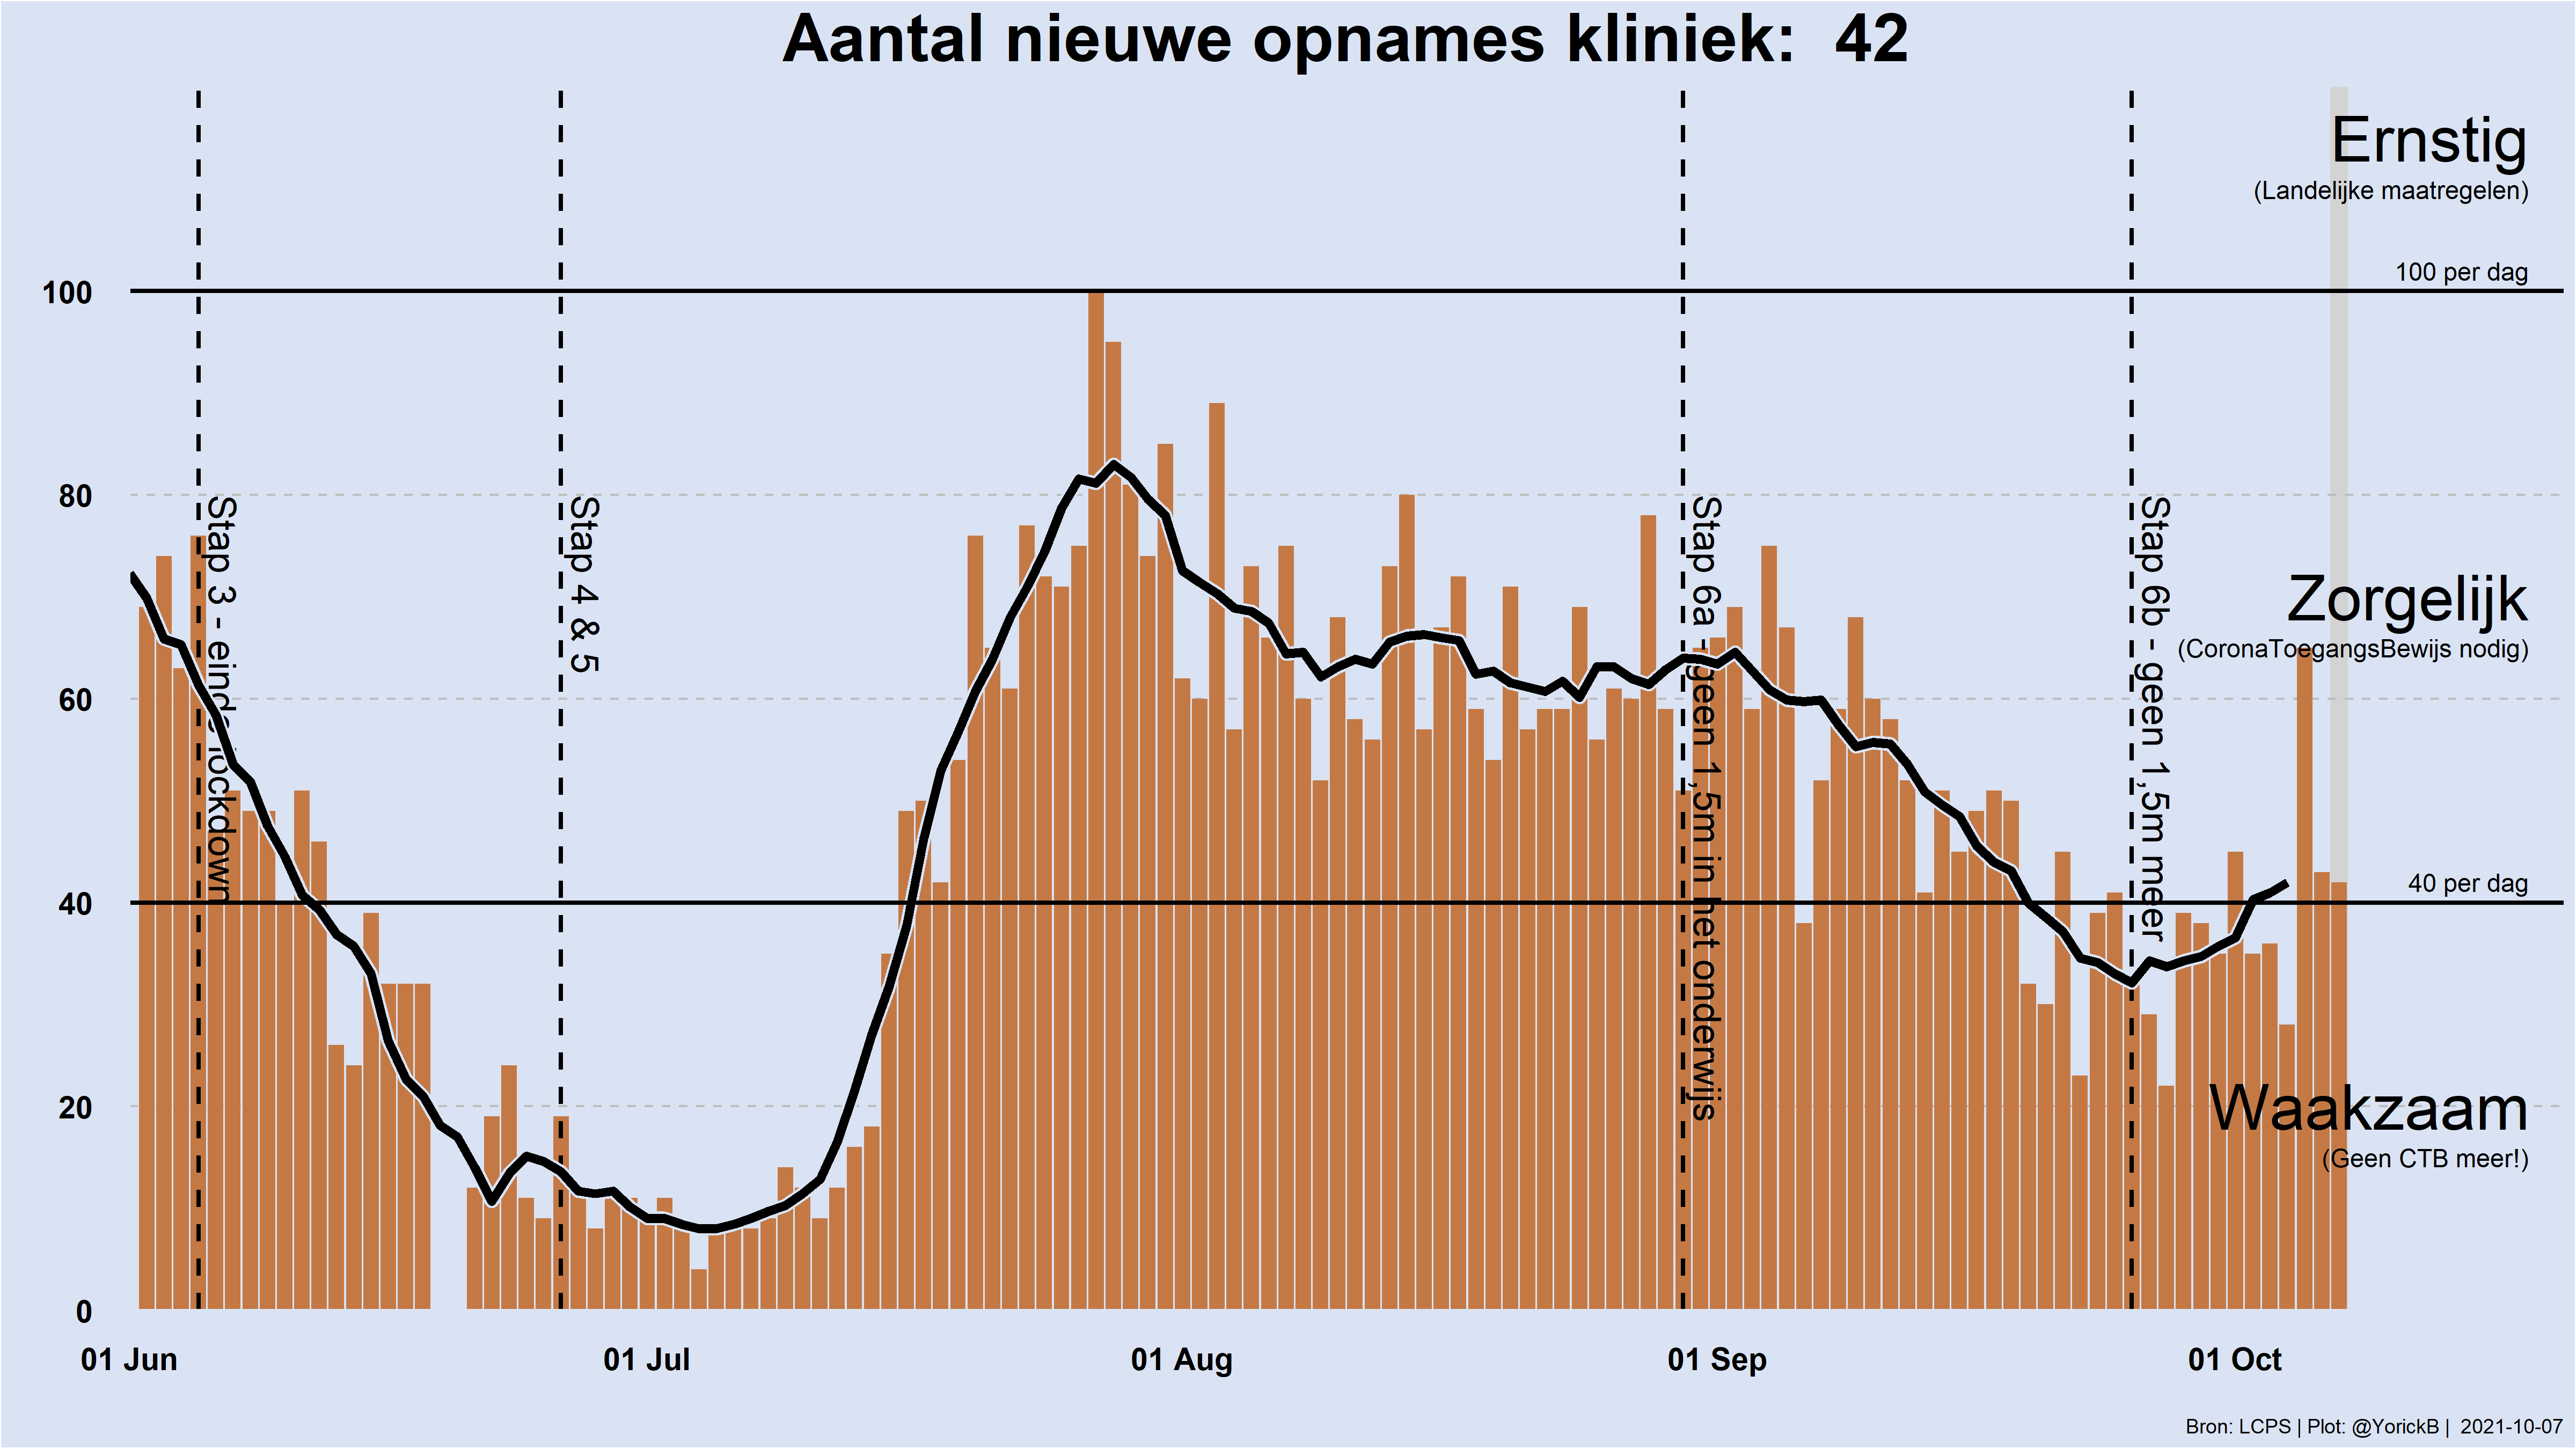 Aantal nieuwe opnames kliniek:  42
Ernstig
(Landelijke maatregelen)
100 per dag
100
80
60
40
20
0
Stap 3 - einde lockdown
Stap 4 & 5
Stap 6a - geen 1,5m in het onderwijs
Stap 6b - geen 1,5m meer
Zorgelijk
(CoronaToegangsBewijs nodig)
40 per dag
Waakzaam
(Geen CTB meer!)
01 Jun
01 Jul
01 Aug
01 Sep
01 Oct
Bron: LCPS | Plot: @YorickB |  2021-10-07